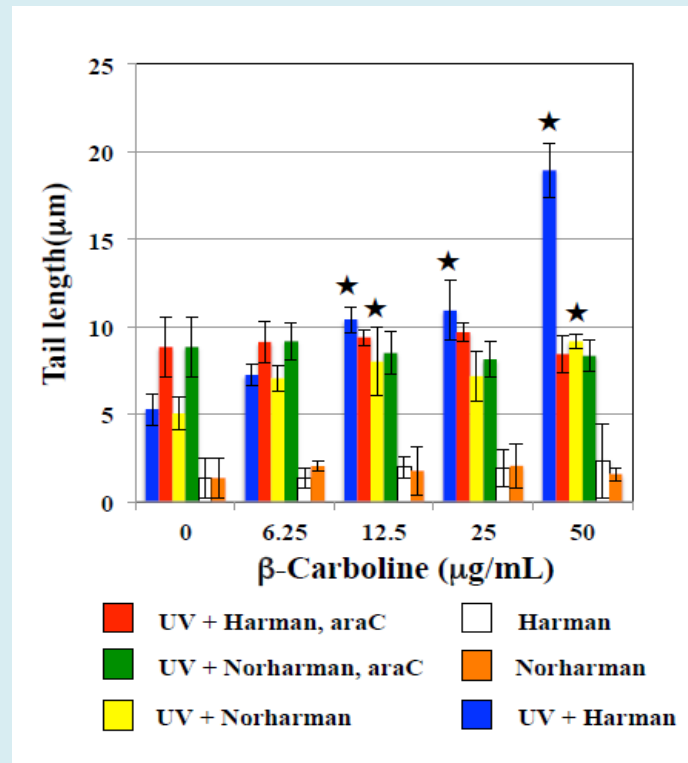 25
20
15
10
5
0
Tail length(μm)
0 6.25 12.5 25 50
β-Carboline (μg/mL)
UV + Harman, araC
Harman
UV + Norharman, araC
Norharman
UV + Norharman
UV + Harman